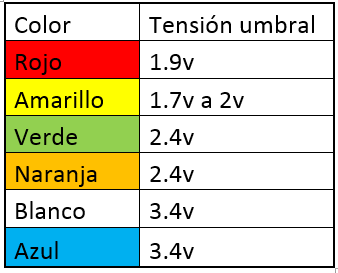 Color Tensión umbral
Rojo 1.9v
Amarillo 1.7v a 2v
Verde 2.4v
Naranja 2.4v
Blanco 3.4v
Azul 3.4v